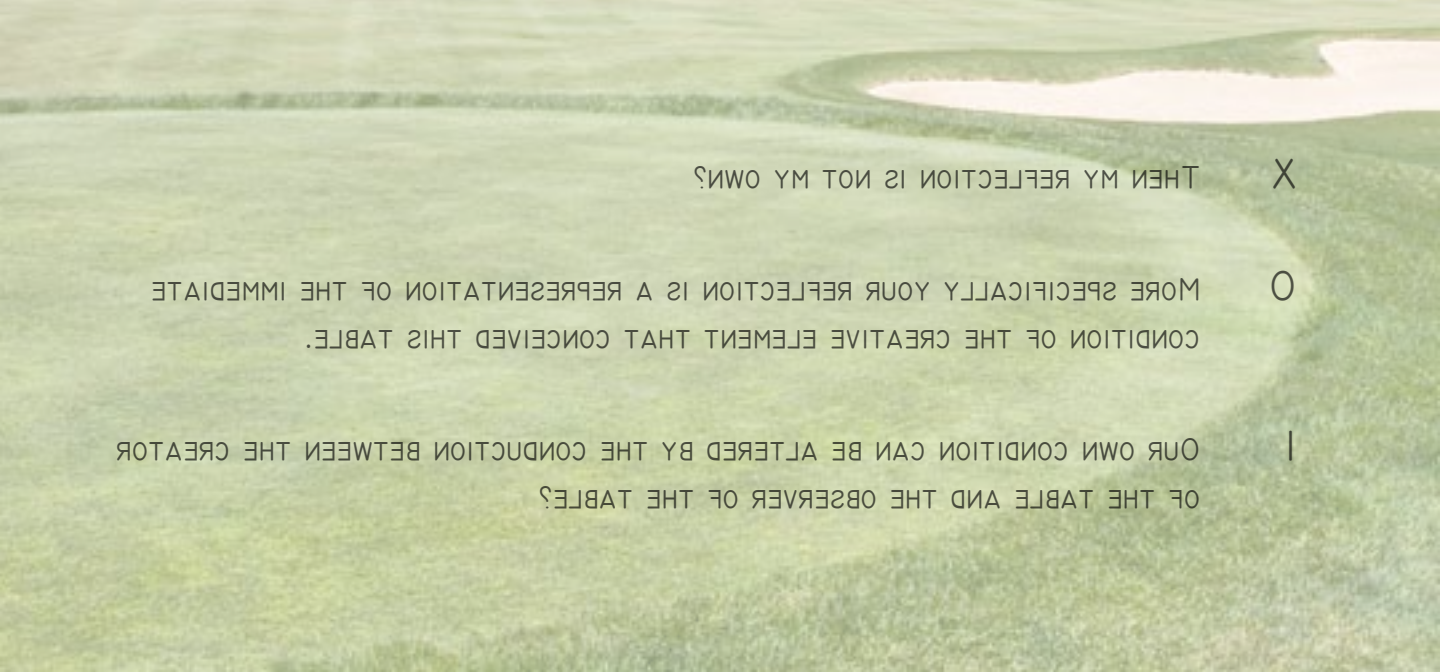 X Then my reflection is not my own?
O More specifically your reflection is a representation of the immediate
condition of the creative element that conceived this table.
I Our own condition can be altered by the conduction between the creator
of the table and the observer of the table?